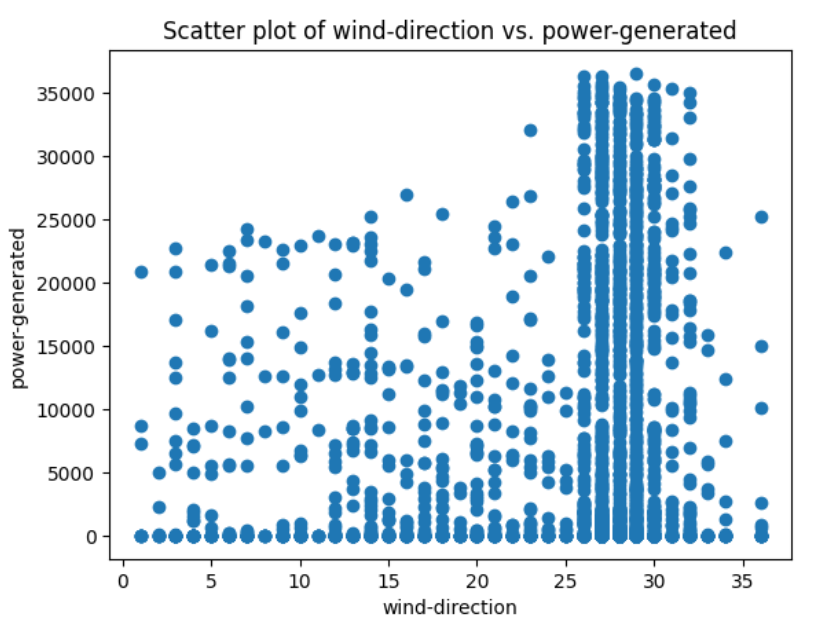 Scatter plot of wind-direction vs. power-generated
35000
30000
25000
20000
15000
10000
5000
0
power-generated
0 5 10 15 20 25 30 35
wind-direction